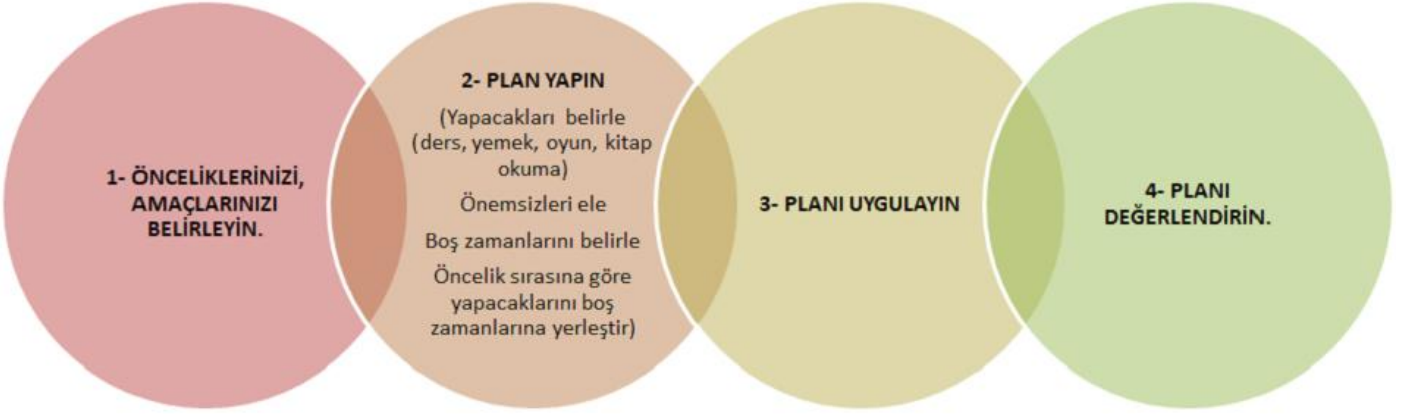 1- ÖNCELİKLERİNİZİ,
AMAÇLARINIZI
BELİRLEYİN.
2- PLAN YAPIN
(Yapacakları belirle
(ders, yemek, oyun, kitap
okuma)
Önemsizleri ele
Boş zamanlarını belirle
Öncelik sırasına göre
yapacaklarını boş
zamanlarına yerleştir)
3- PLANI UYGULAYIN
4- PLANI
DEĞERLENDİRİN.